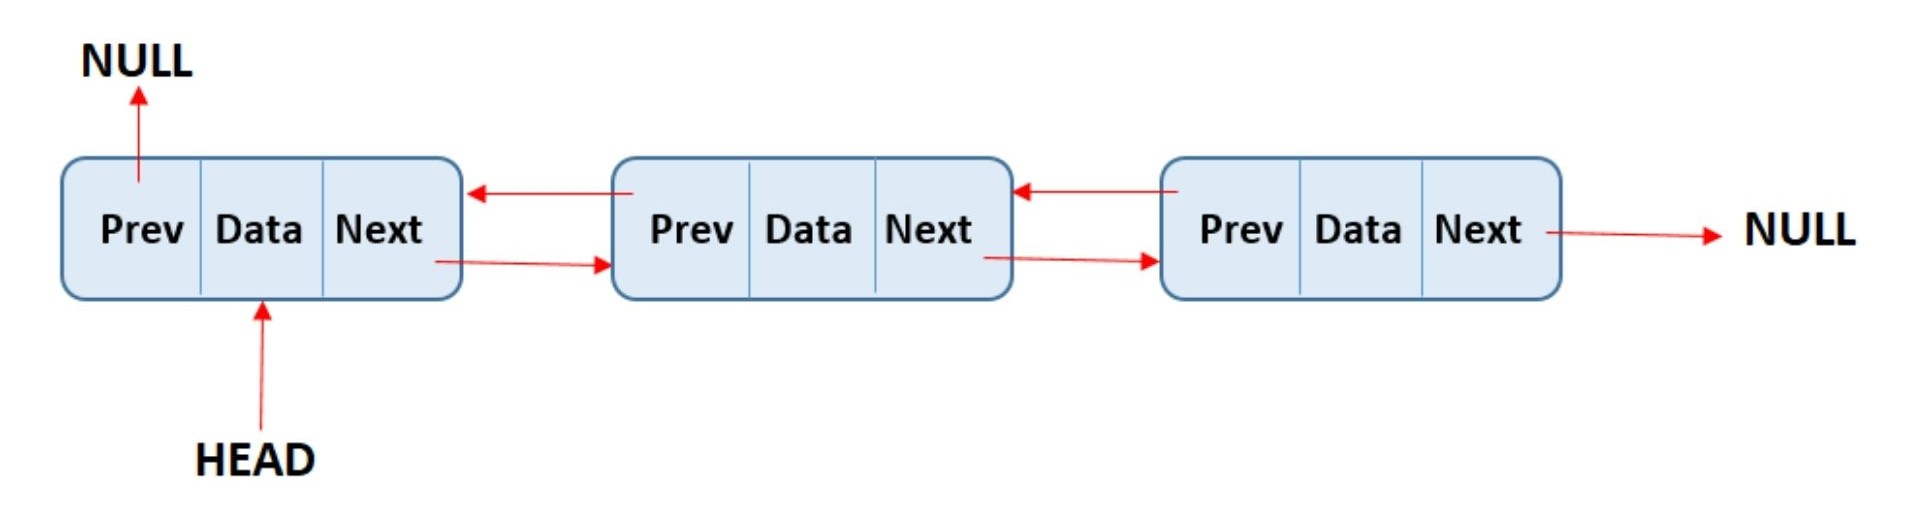 NULL
Prev Data Next
Prev Data Next
Prev Data Next
NULL
HEAD